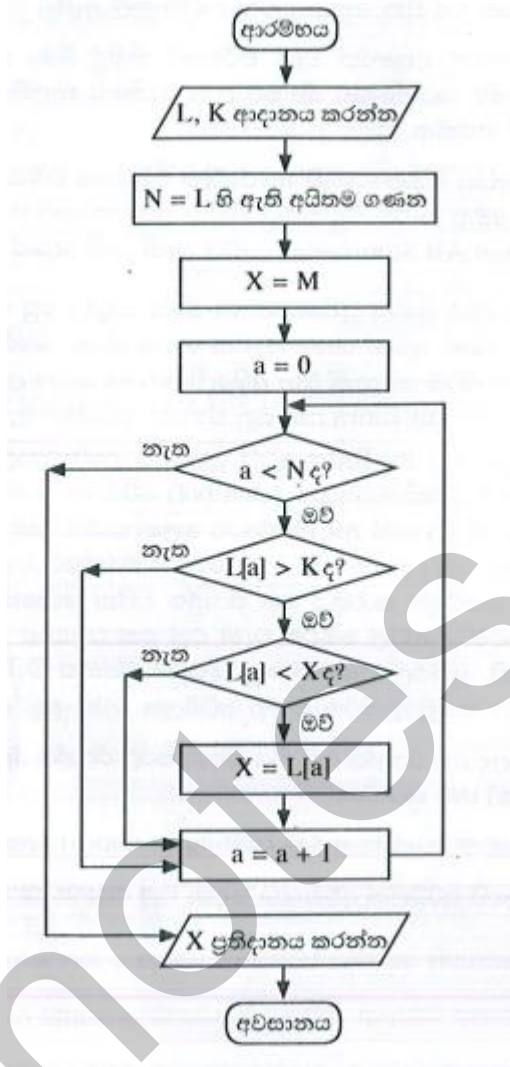 ආරම්භය
L, K ආදානය කරන්න
N = L හි ඇති අයිතම ගණන
X = M
a = 0
නැත
a < N ද?
ඔව්
නැත
L[a] > K ද?
ඔව්
නැත
L[a] < X ද?
ඔව්
X = L[a]
a = a + 1
X ප්‍රතිදානය කරන්න
අවසානය
notes